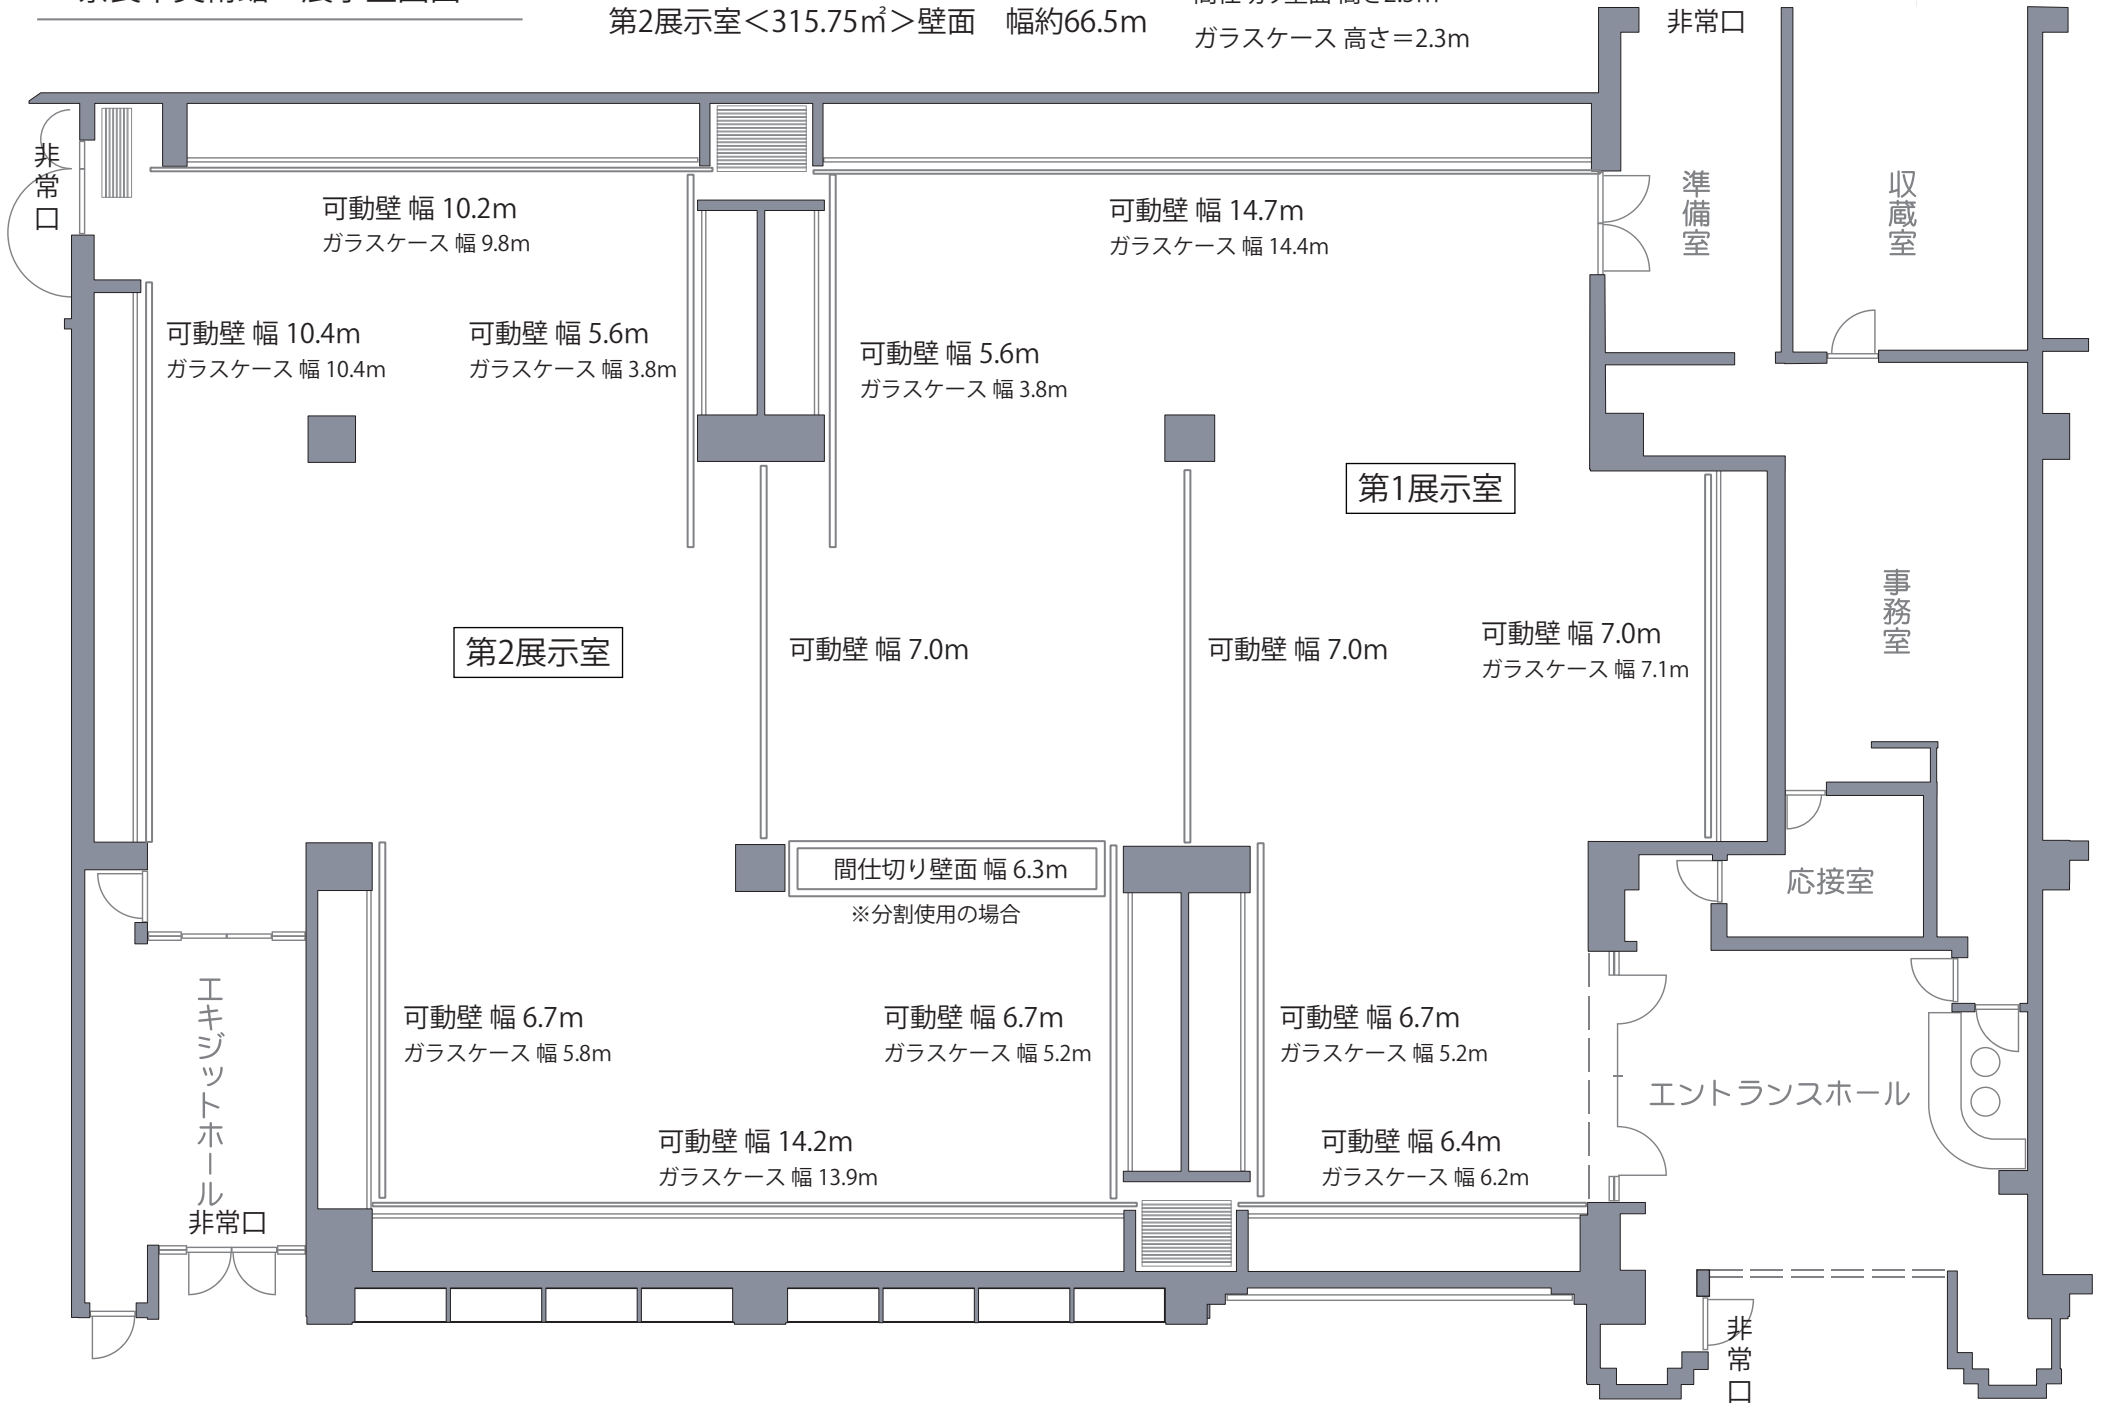 第2展示室＜315.75㎡＞壁面　幅約66.5m
ガラスケース 高さ＝2.3m
非常口
非常口
可動壁 幅 10.2m
ガラスケース 幅 9.8m
可動壁 幅 14.7m
ガラスケース 幅 14.4m
準備室
収蔵室
可動壁 幅 10.4m
ガラスケース 幅 10.4m
可動壁 幅 5.6m
ガラスケース 幅 3.8m
可動壁 幅 5.6m
ガラスケース 幅 3.8m
第1展示室
第2展示室
可動壁 幅 7.0m
可動壁 幅 7.0m
可動壁 幅 7.0m
ガラスケース 幅 7.1m
事務室
間仕切り壁面 幅 6.3m
※分割使用の場合
応接室
エキジットホール
可動壁 幅 6.7m
ガラスケース 幅 5.8m
可動壁 幅 6.7m
ガラスケース 幅 5.2m
可動壁 幅 6.7m
ガラスケース 幅 5.2m
エントランスホール
可動壁 幅 14.2m
ガラスケース 幅 13.9m
可動壁 幅 6.4m
ガラスケース 幅 6.2m
非常口
非常口